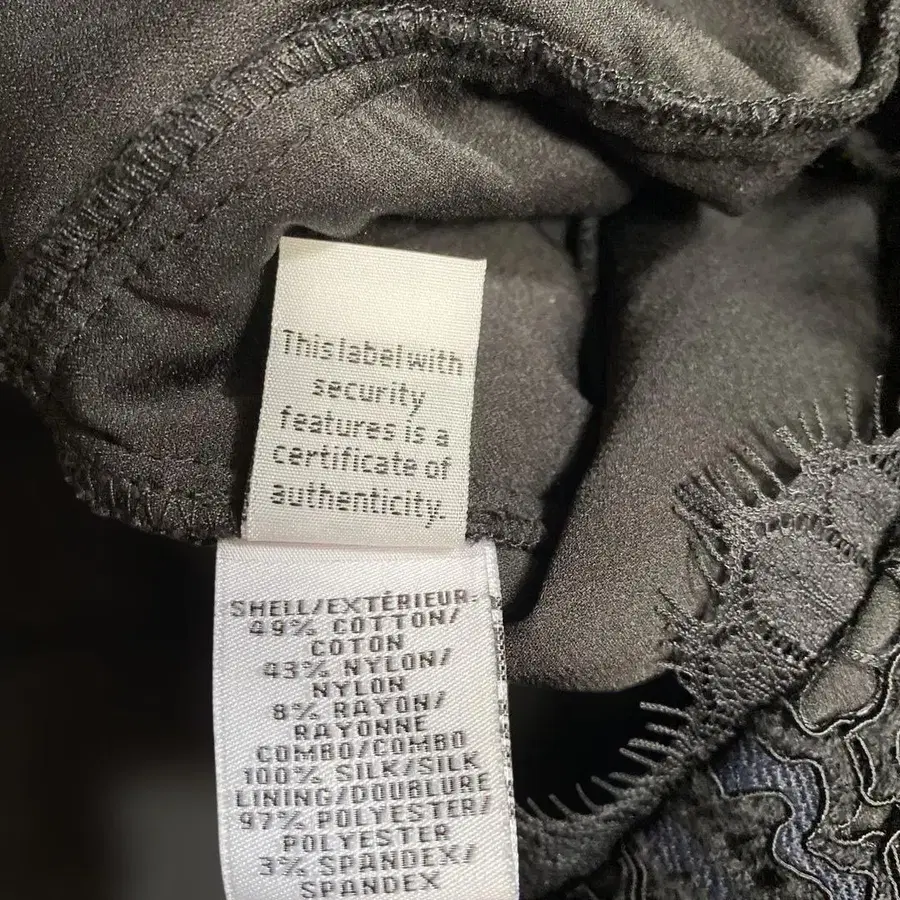 This label with
security
features is a
certificate of
authenticity.
SHELL/EXTÉRIEUR:
49% COTTON/
COTON
43% NYLON/
NYLON
8% RAYON/
RAYONNE
COMBO/COMBO
100% SILK/SILK
LINING/DOUBLURE
97% POLYESTER/
POLYESTER
3% SPANDEX/
SPANDEX